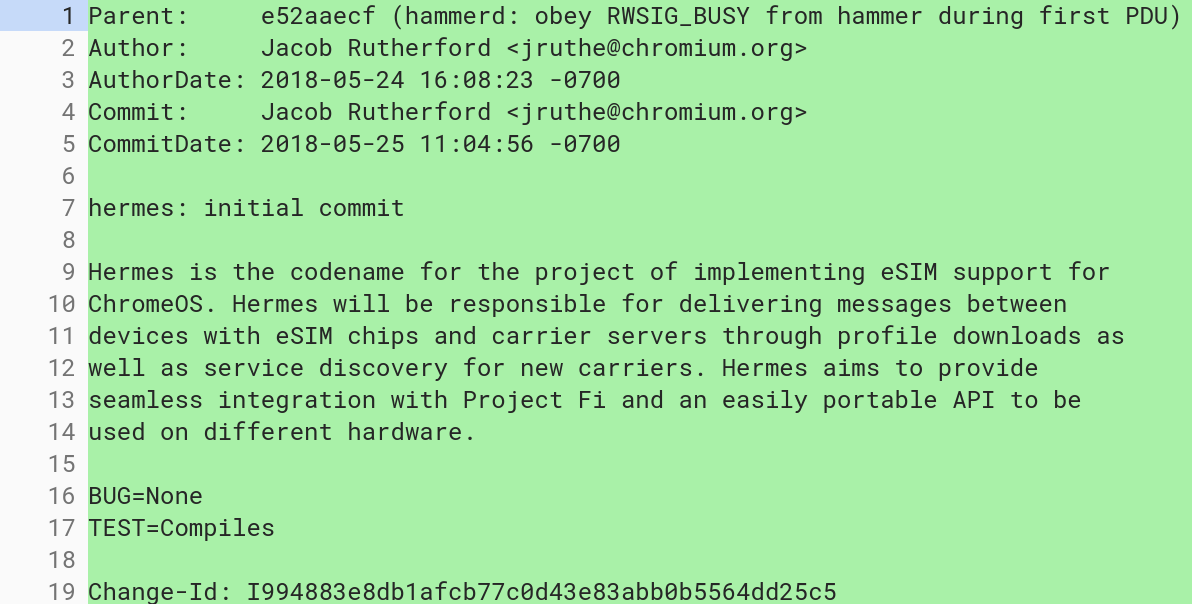 1 Parent:     e52aaecf (hammerd: obey RWSIG_BUSY from hammer during first PDU)
2 Author:     Jacob Rutherford <jruthe@chromium.org>
3 AuthorDate: 2018-05-24 16:08:23 -0700
4 Commit:     Jacob Rutherford <jruthe@chromium.org>
5 CommitDate: 2018-05-25 11:04:56 -0700
6
7 hermes: initial commit
8
9 Hermes is the codename for the project of implementing eSIM support for
10 ChromeOS. Hermes will be responsible for delivering messages between
11 devices with eSIM chips and carrier servers through profile downloads as
12 well as service discovery for new carriers. Hermes aims to provide
13 seamless integration with Project Fi and an easily portable API to be
14 used on different hardware.
15
16 BUG=None
17 TEST=Compiles
18
19 Change-Id: I994883e8db1afcb77c0d43e83abb0b5564dd25c5